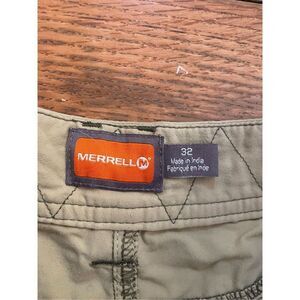 MERRELL M
32
Made in India
Fabriqué en Inde